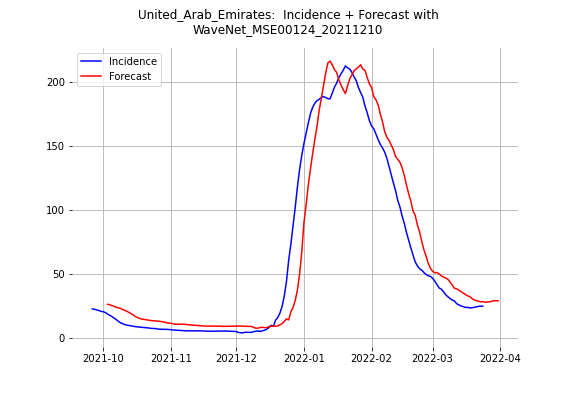 United_Arab_Emirates:  Incidence + Forecast with
WaveNet_MSE00124_20211210
Incidence
Forecast
200
150
100
50
0
2021-10 2021-11 2021-12 2022-01 2022-02 2022-03 2022-04